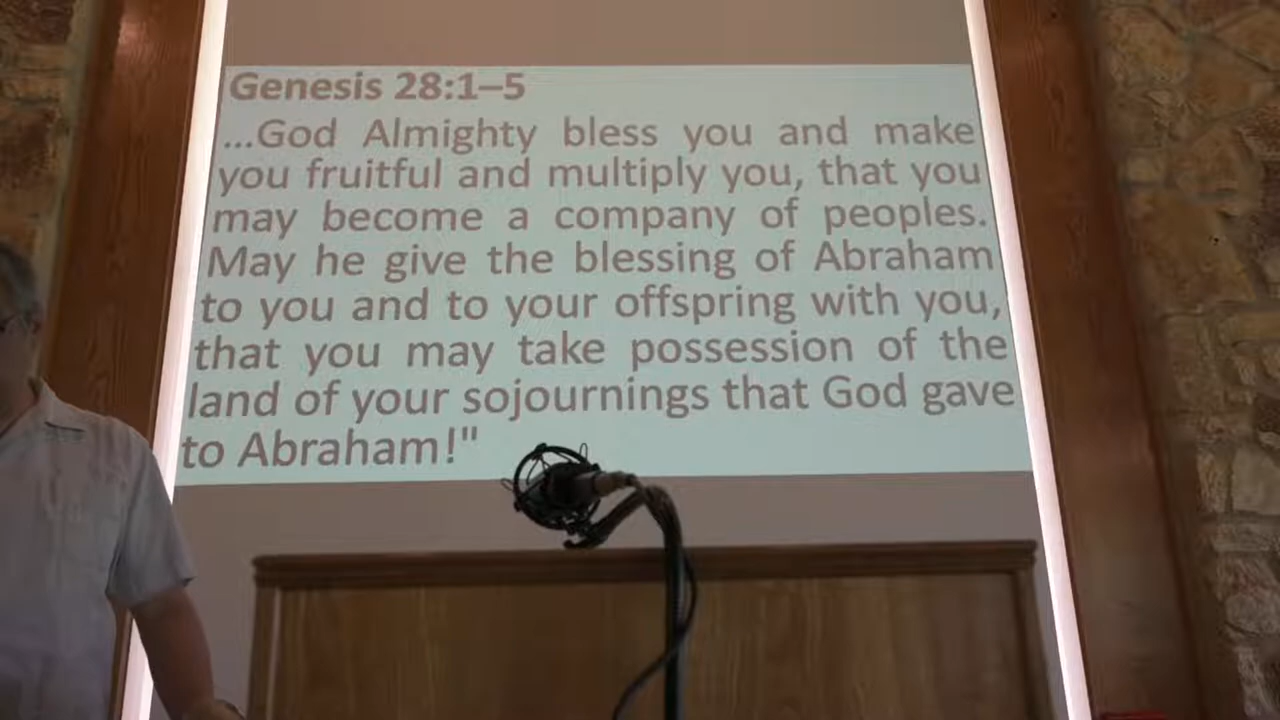 Genesis 28:1–5
...God Almighty bless you and make
you fruitful and multiply you, that you
may become a company of peoples.
May he give the blessing of Abraham
to you and to your offspring with you,
that you may take possession of the
land of your sojournings that God gave
to Abraham!"